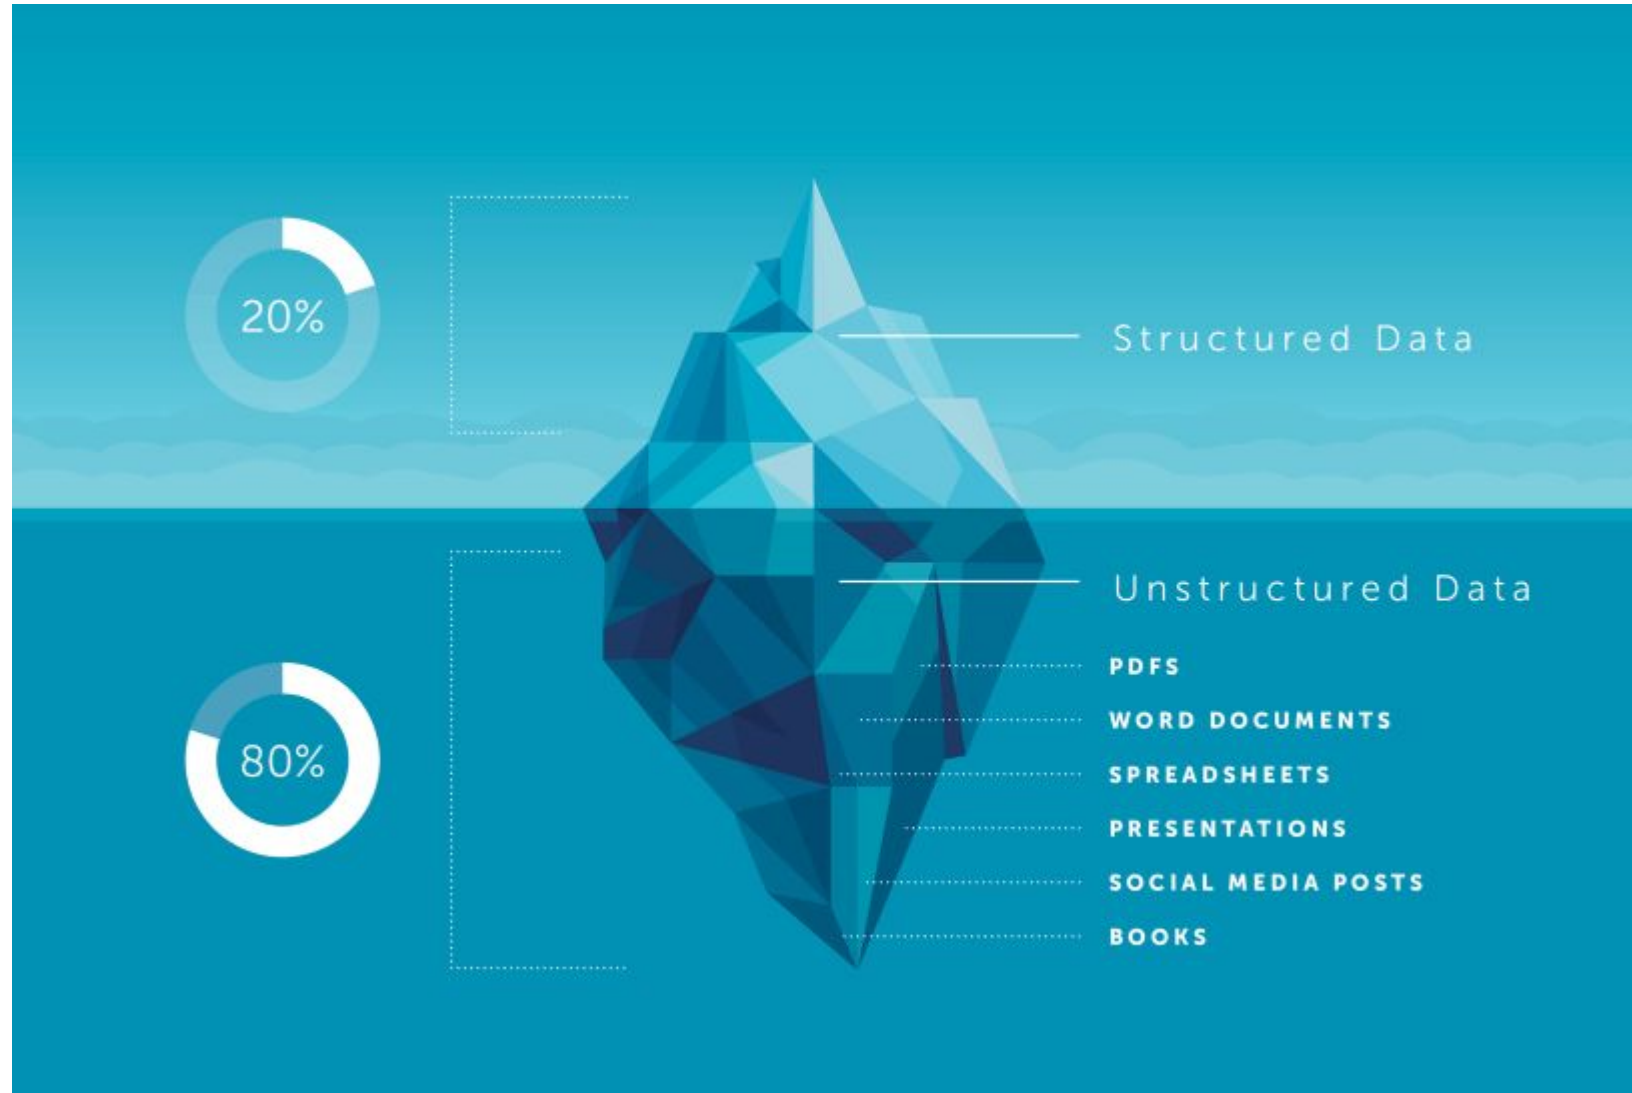 20%
Structured Data
Unstructured Data
PDFS
WORD DOCUMENTS
80%
SPREADSHEETS
PRESENTATIONS
SOCIAL MEDIA POSTS
BOOKS